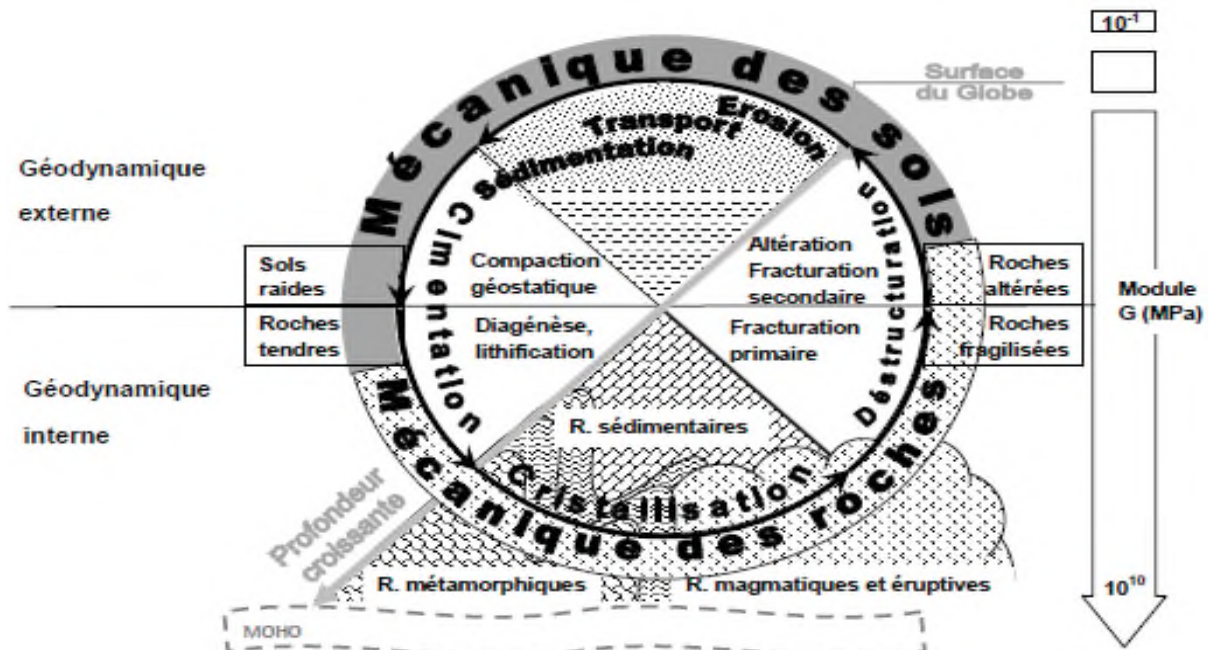 10⁻¹
Mécanique des sols
Surface
du Globe
Erosion
Transport
Sédimentation
Géodynamique
externe
Cimentation
Déstructuration
Compaction
géostatique
Altération
Fracturation
secondaire
Sols
raides
Roches
altérées
Module
G (MPa)
Roches
tendres
Diagénèse,
lithification
Fracturation
primaire
Roches
fragilisées
Géodynamique
interne
R. sédimentaires
Cristallisation
Mécanique des roches
Profondeur
croissante
R. métamorphiques
R. magmatiques et éruptives
10¹⁰
MOHO